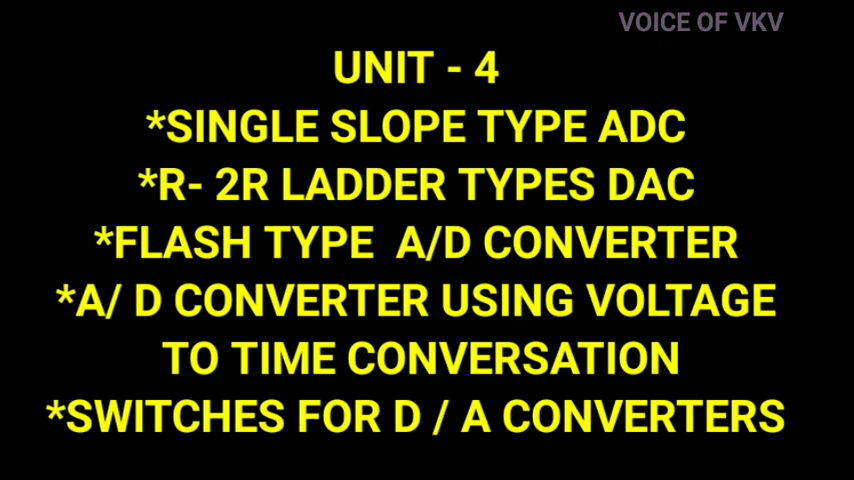 VOICE OF VKV
UNIT - 4
*SINGLE SLOPE TYPE ADC
*R- 2R LADDER TYPES DAC
*FLASH TYPE A/D CONVERTER
*A/ D CONVERTER USING VOLTAGE
TO TIME CONVERSATION
*SWITCHES FOR D / A CONVERTERS